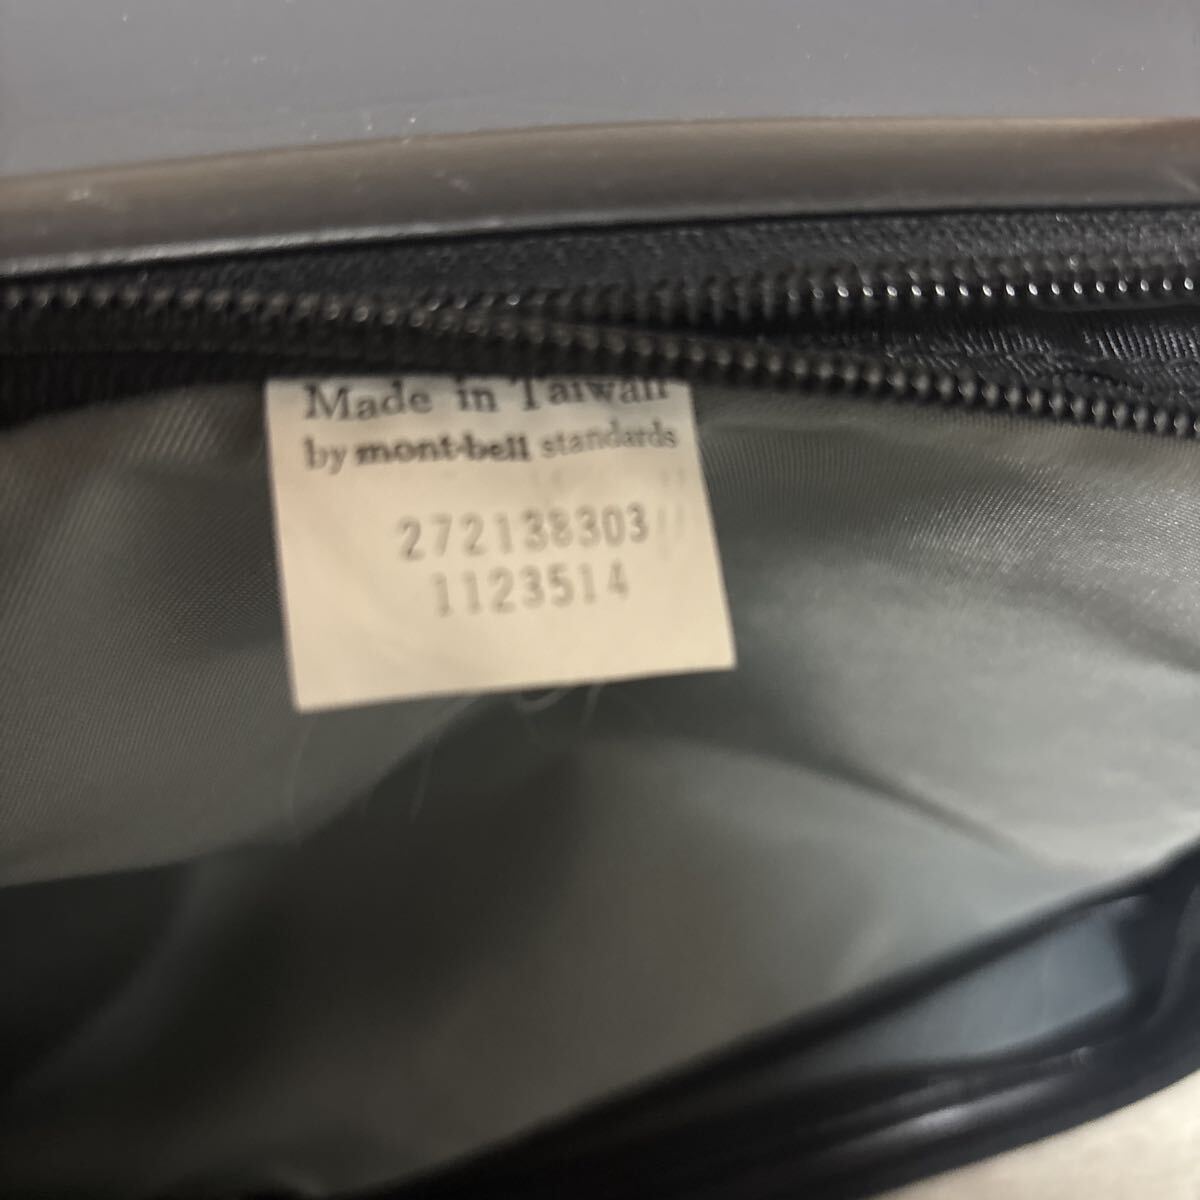 Made in Taiwan
by mont-bell standards
272138303
1123514